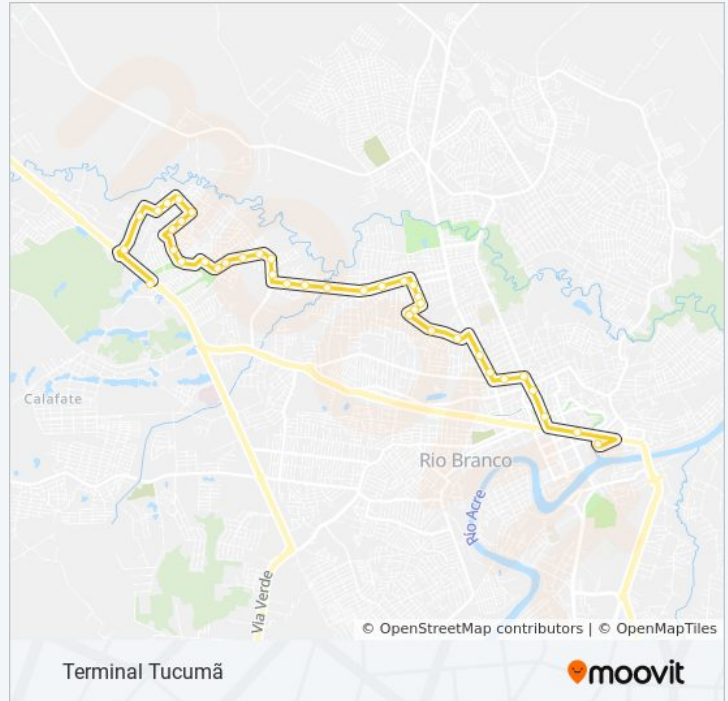 Calafate
Rio Branco
Rio Acre
Via Verde
© OpenStreetMap contributors | © OpenMapTiles
Terminal Tucumã
moovit